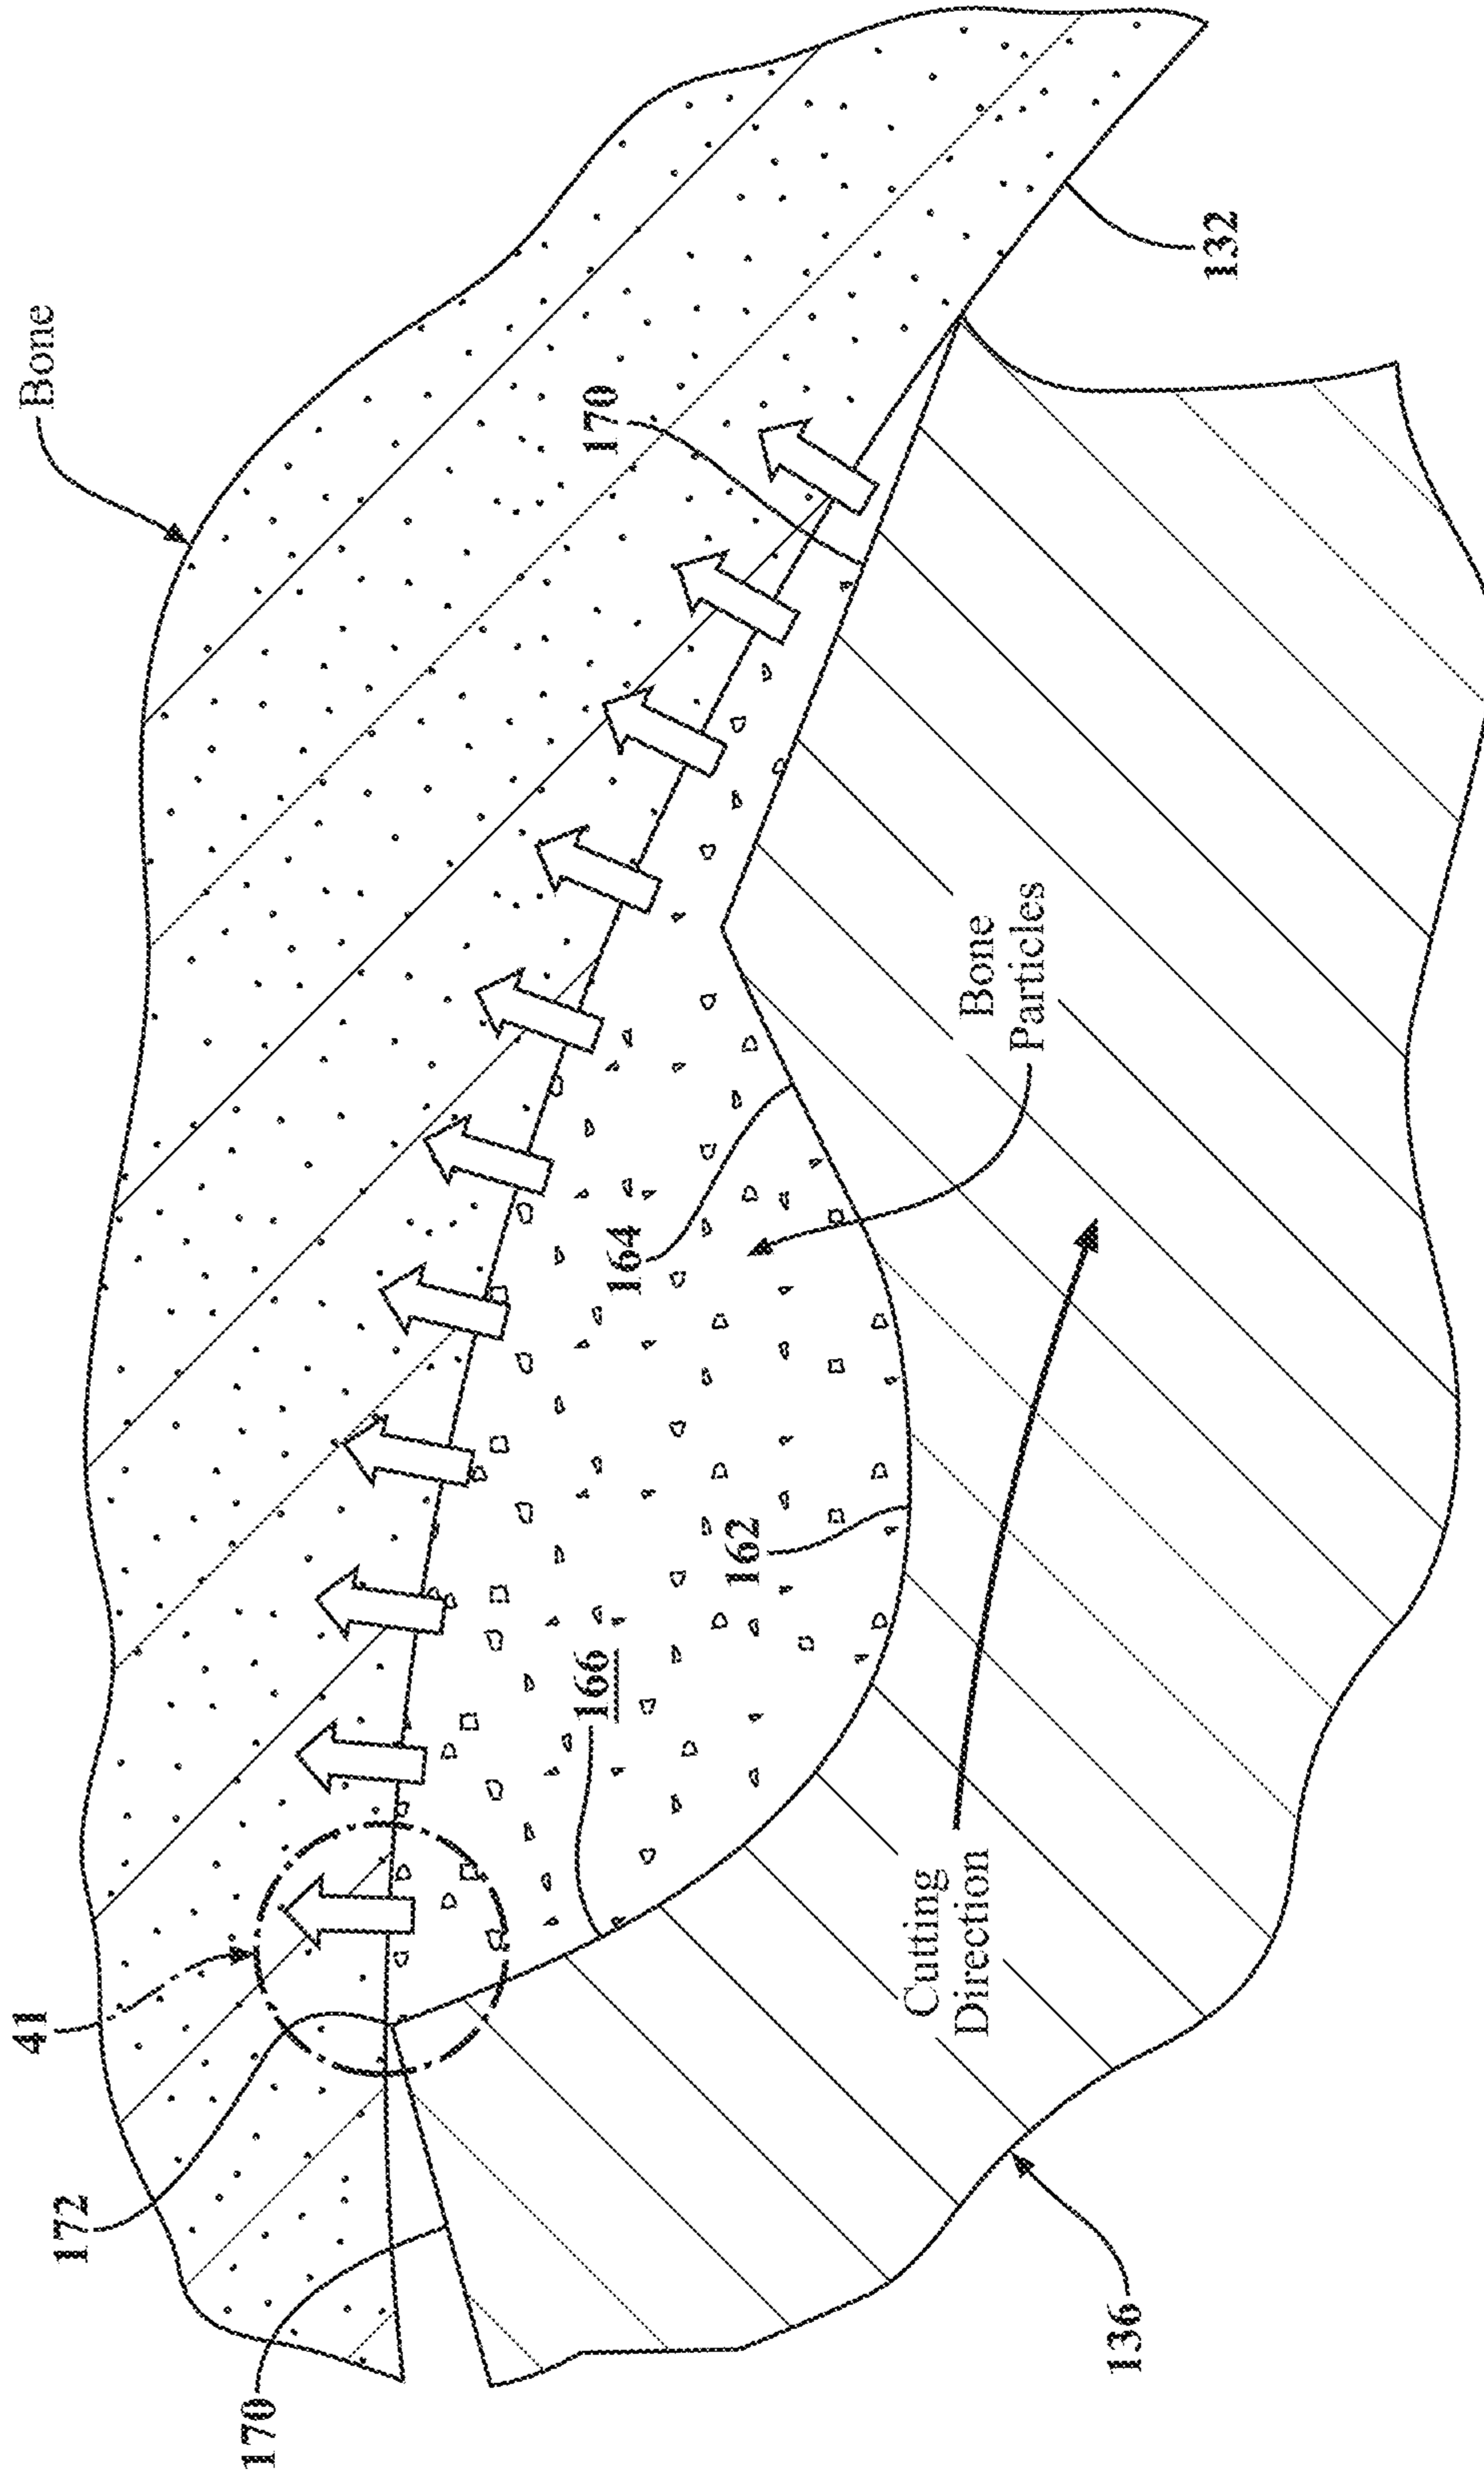 Bone
132
170
Bone
Particles
164
162
166
Cutting
Direction
41
172
170
136